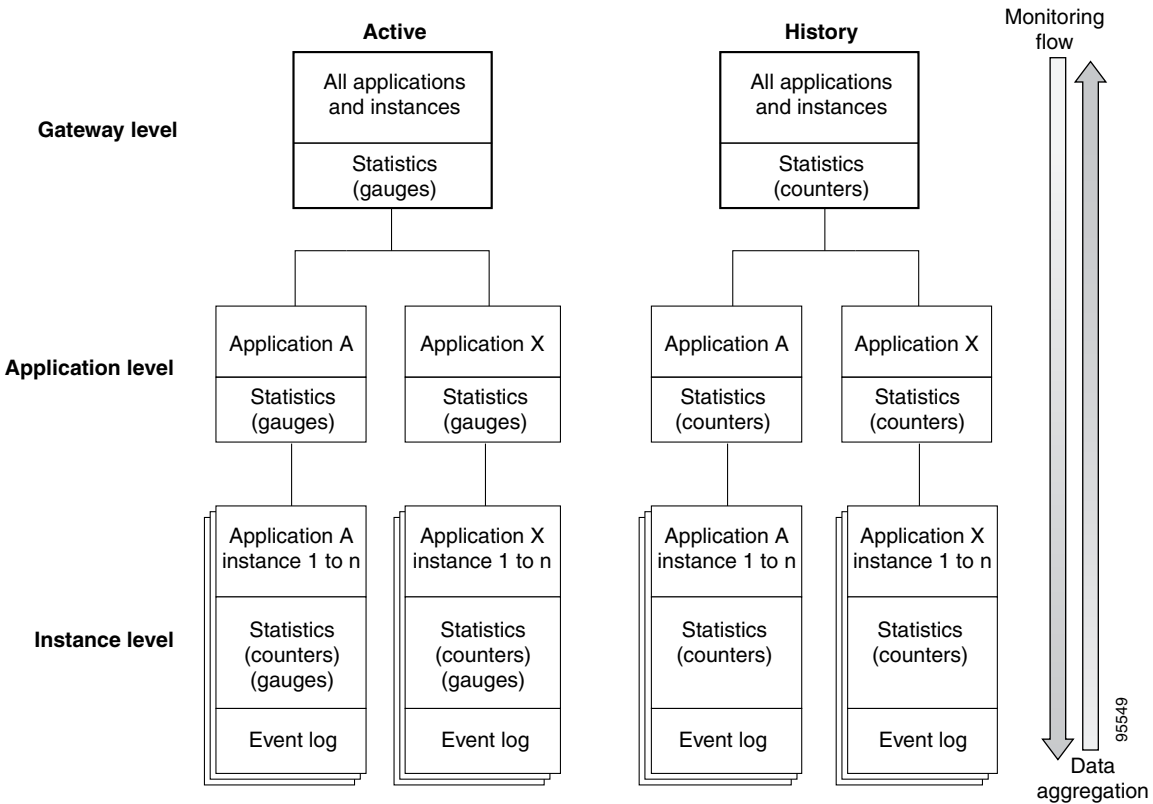 Active
History
Monitoring
flow
Gateway level
All applications
and instances
Statistics
(gauges)
All applications
and instances
Statistics
(counters)
Application level
Application A
Statistics
(gauges)
Application X
Statistics
(gauges)
Application A
Statistics
(counters)
Application X
Statistics
(counters)
Instance level
Application A
instance 1 to n
Statistics
(counters)
(gauges)
Event log
Application X
instance 1 to n
Statistics
(counters)
(gauges)
Event log
Application A
instance 1 to n
Statistics
(counters)
Event log
Application X
instance 1 to n
Statistics
(counters)
Event log
95549
Data
aggregation